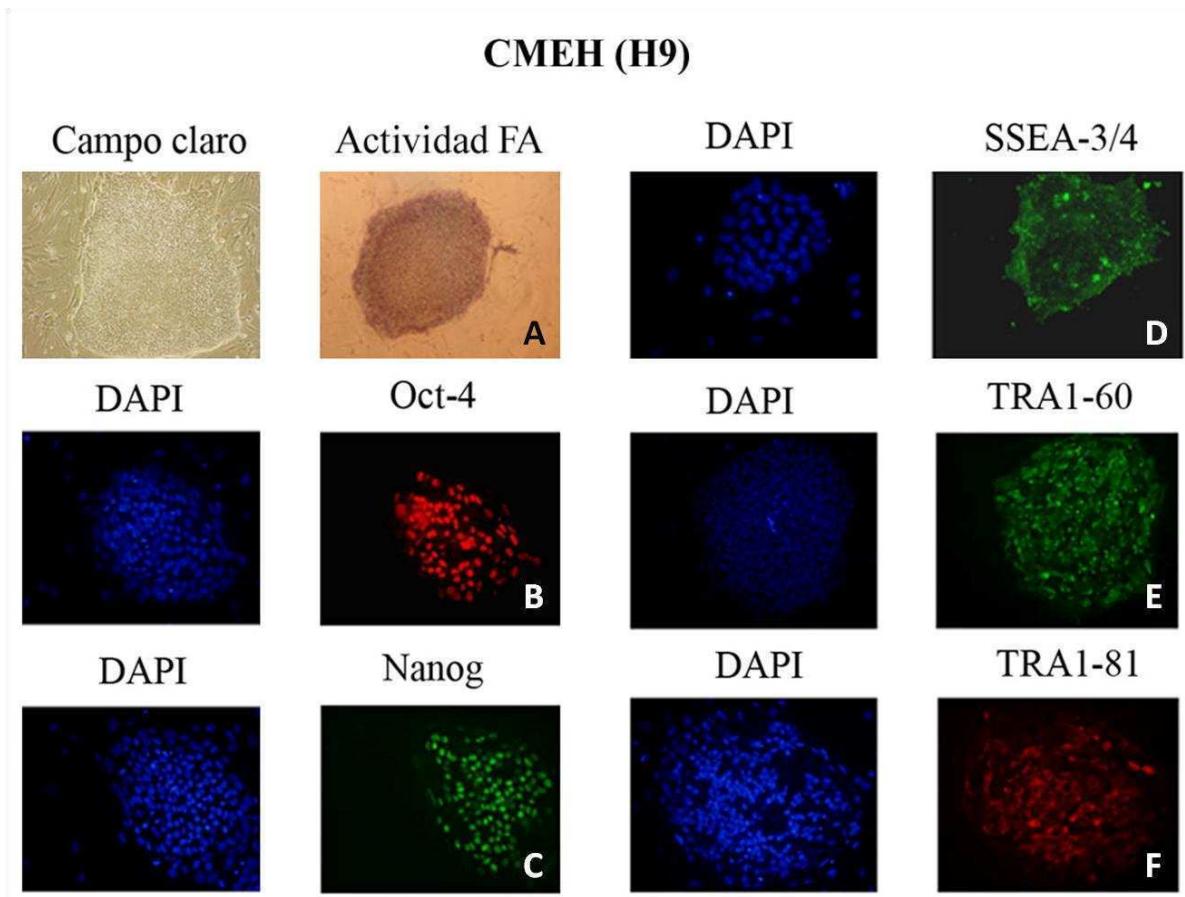 CMEH (H9)
Campo claro
Actividad FA
DAPI
SSEA-3/4
A
D
DAPI
Oct-4
DAPI
TRA1-60
B
E
DAPI
Nanog
DAPI
TRA1-81
C
F